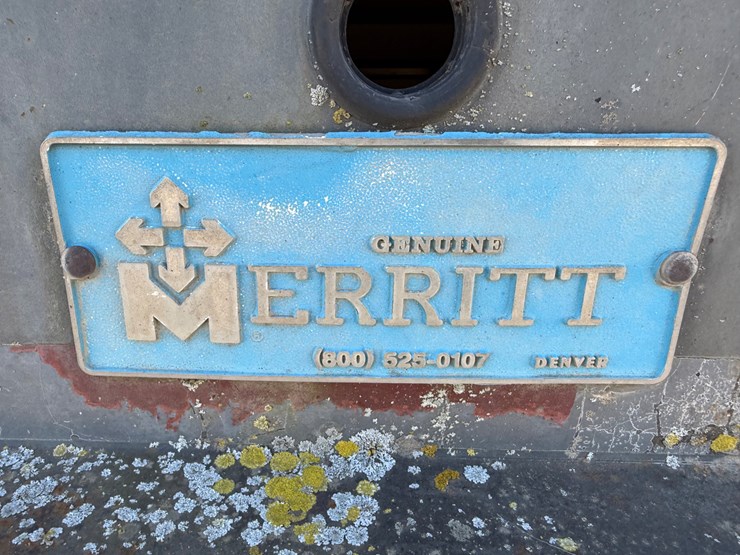 GENUINE
MERRITT
®
(800) 525-0107 DENVER